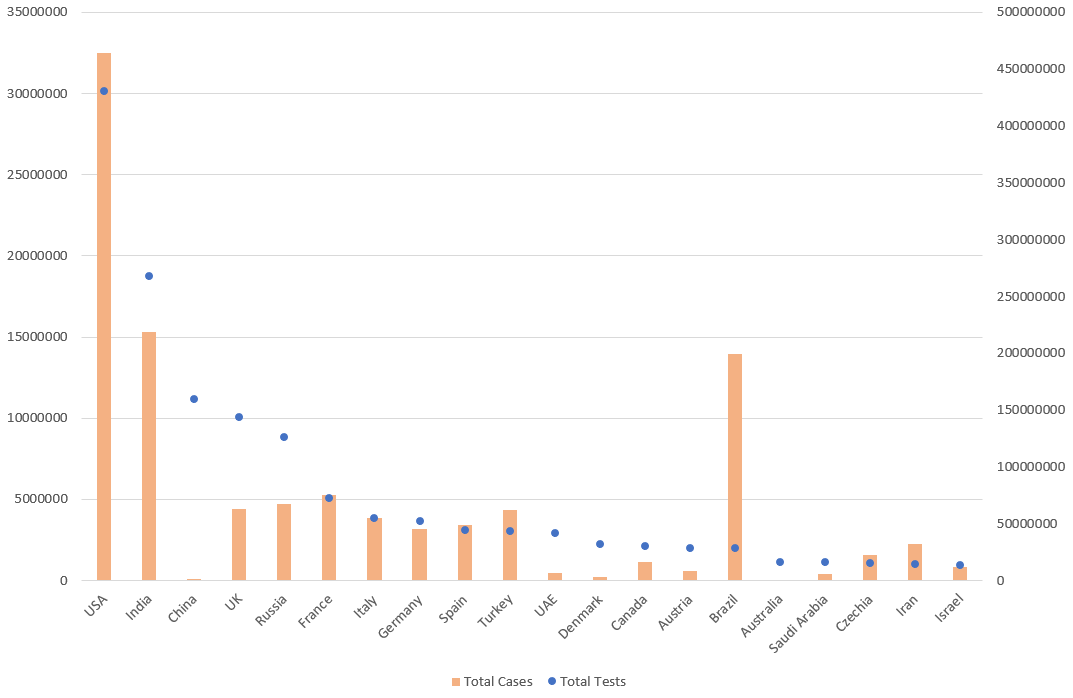 35000000
30000000
25000000
20000000
15000000
10000000
5000000
0
500000000
450000000
400000000
350000000
300000000
250000000
200000000
150000000
100000000
50000000
0
USA
India
China
UK
Russia
France
Italy
Germany
Spain
Turkey
UAE
Denmark
Canada
Austria
Brazil
Australia
Saudi Arabia
Czechia
Iran
Israel
Total Cases Total Tests